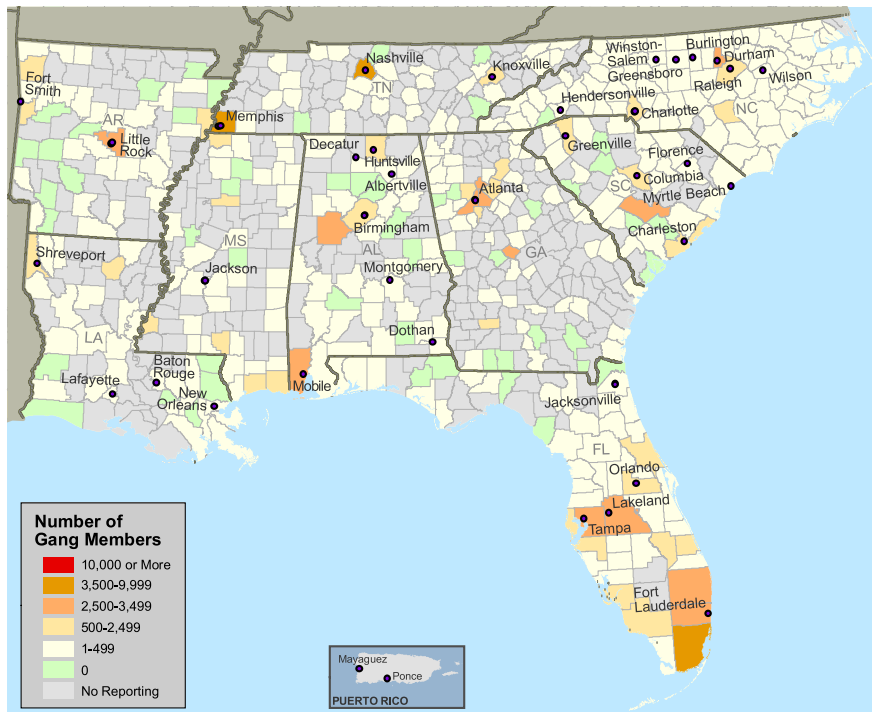 Nashville
TN
Knoxville
Winston-
Salem
Greensboro
Burlington
Durham
Raleigh
Wilson
NC
Fort
Smith
AR
Little
Rock
Memphis
Hendersonville
Charlotte
Decatur
Huntsville
Albertville
Greenville
Florence
Columbia
SC
Myrtle Beach
Atlanta
Birmingham
AL
Charleston
MS
GA
Shreveport
Jackson
Montgomery
LA
Dothan
Baton
Rouge
Lafayette
New
Orleans
Mobile
Jacksonville
FL
Orlando
Lakeland
Tampa
Fort
Lauderdale
Number of
Gang Members
10,000 or More
3,500-9,999
2,500-3,499
500-2,499
1-499
0
No Reporting
Mayaguez
Ponce
PUERTO RICO